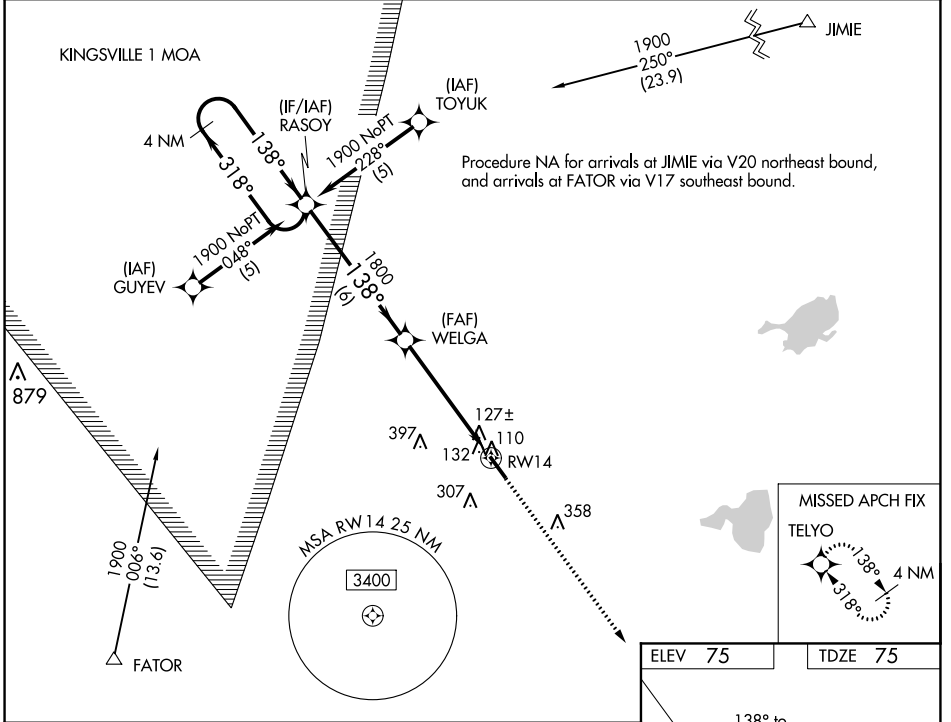 KINGSVILLE 1 MOA
JIMIE
1900
250°
(23.9)
(IAF)
TOYUK
(IF/IAF)
RASOY
4 NM
138°
318°
1900 NoPT
228°
(5)
Procedure NA for arrivals at JIMIE via V20 northeast bound,
and arrivals at FATOR via V17 southeast bound.
1900 NoPT
048°
(5)
(IAF)
GUYEV
1800
138°
(6)
(FAF)
WELGA
879
127±
397
132
110
RW14
307
358
MSA RW14 25 NM
3400
1900
006°
(13.6)
FATOR
MISSED APCH FIX
TELYO
138°
4 NM
318°
ELEV 75
TDZE 75
138° to